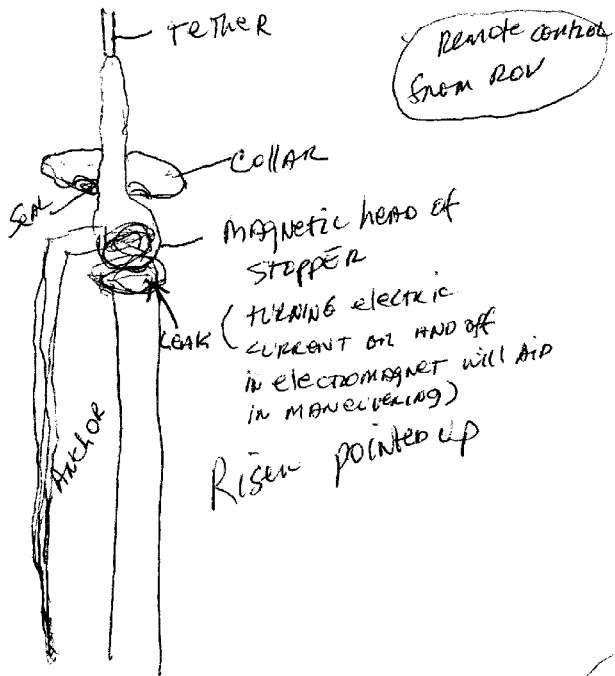 TETHER
Remote control
from ROV
COLLAR
SEAL
MAGNETIC head of
STOPPER
LEAK
(TURNING electric
CURRENT ON AND off
in electromagnet will AID
in MANEUVERING)
ANCHOR
Riser pointed up